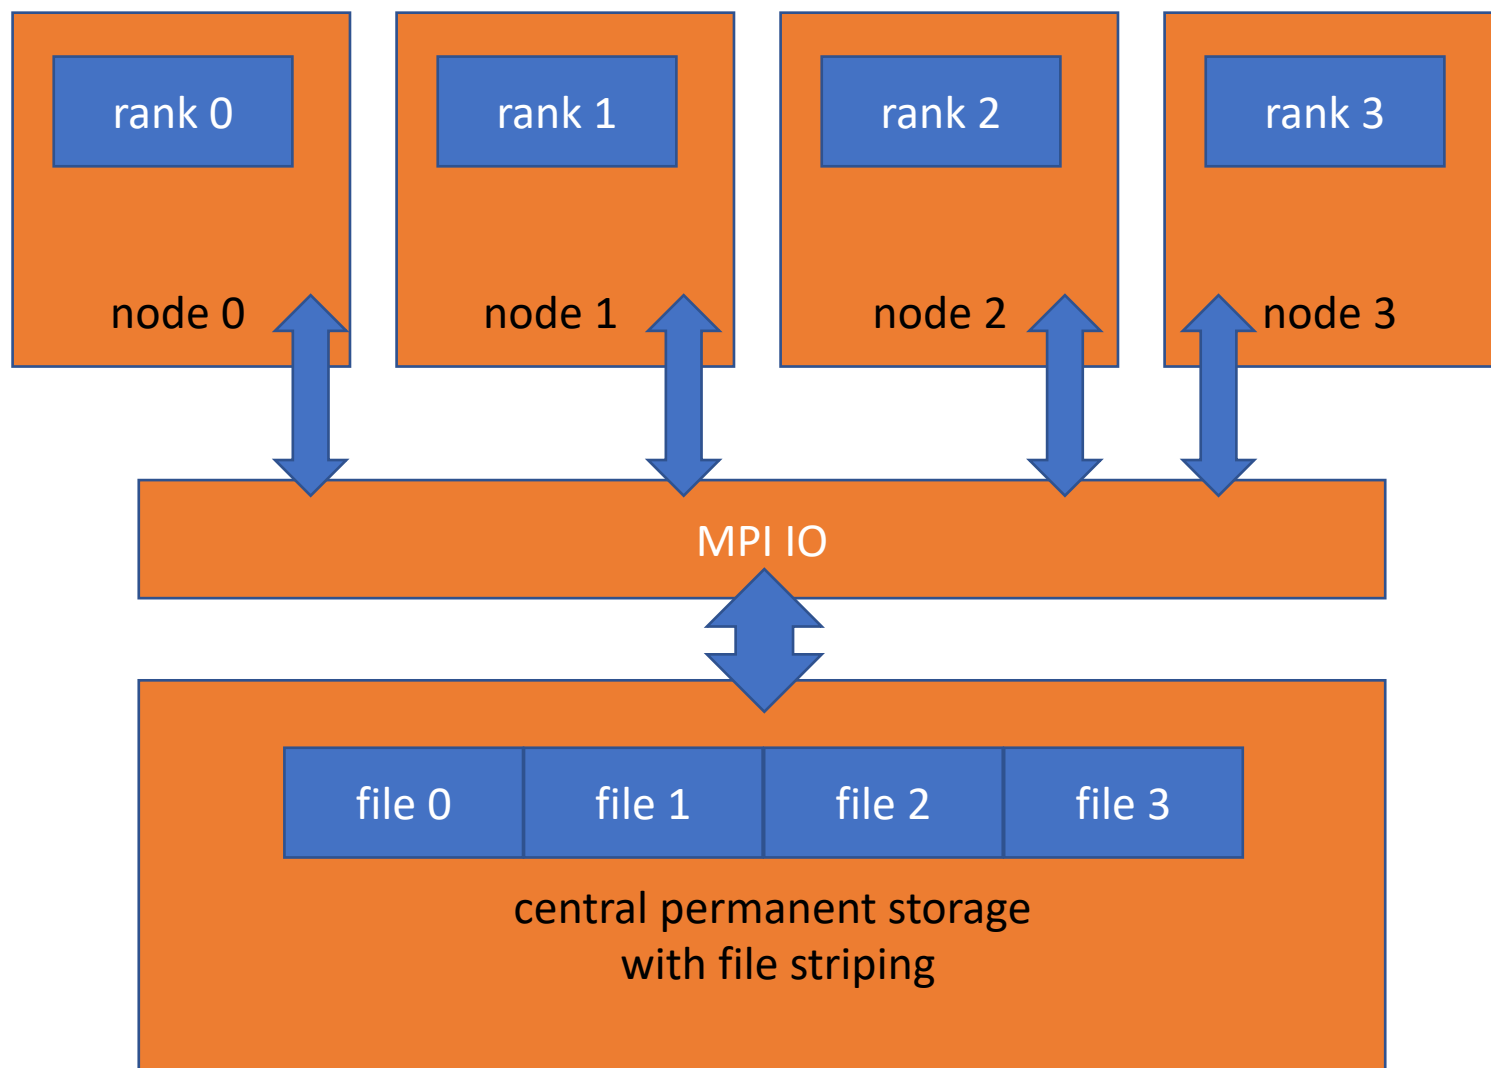 rank 0
rank 1
rank 2
rank 3
node 0
node 1
node 2
node 3
MPI IO
file 0
file 1
file 2
file 3
central permanent storage
with file striping